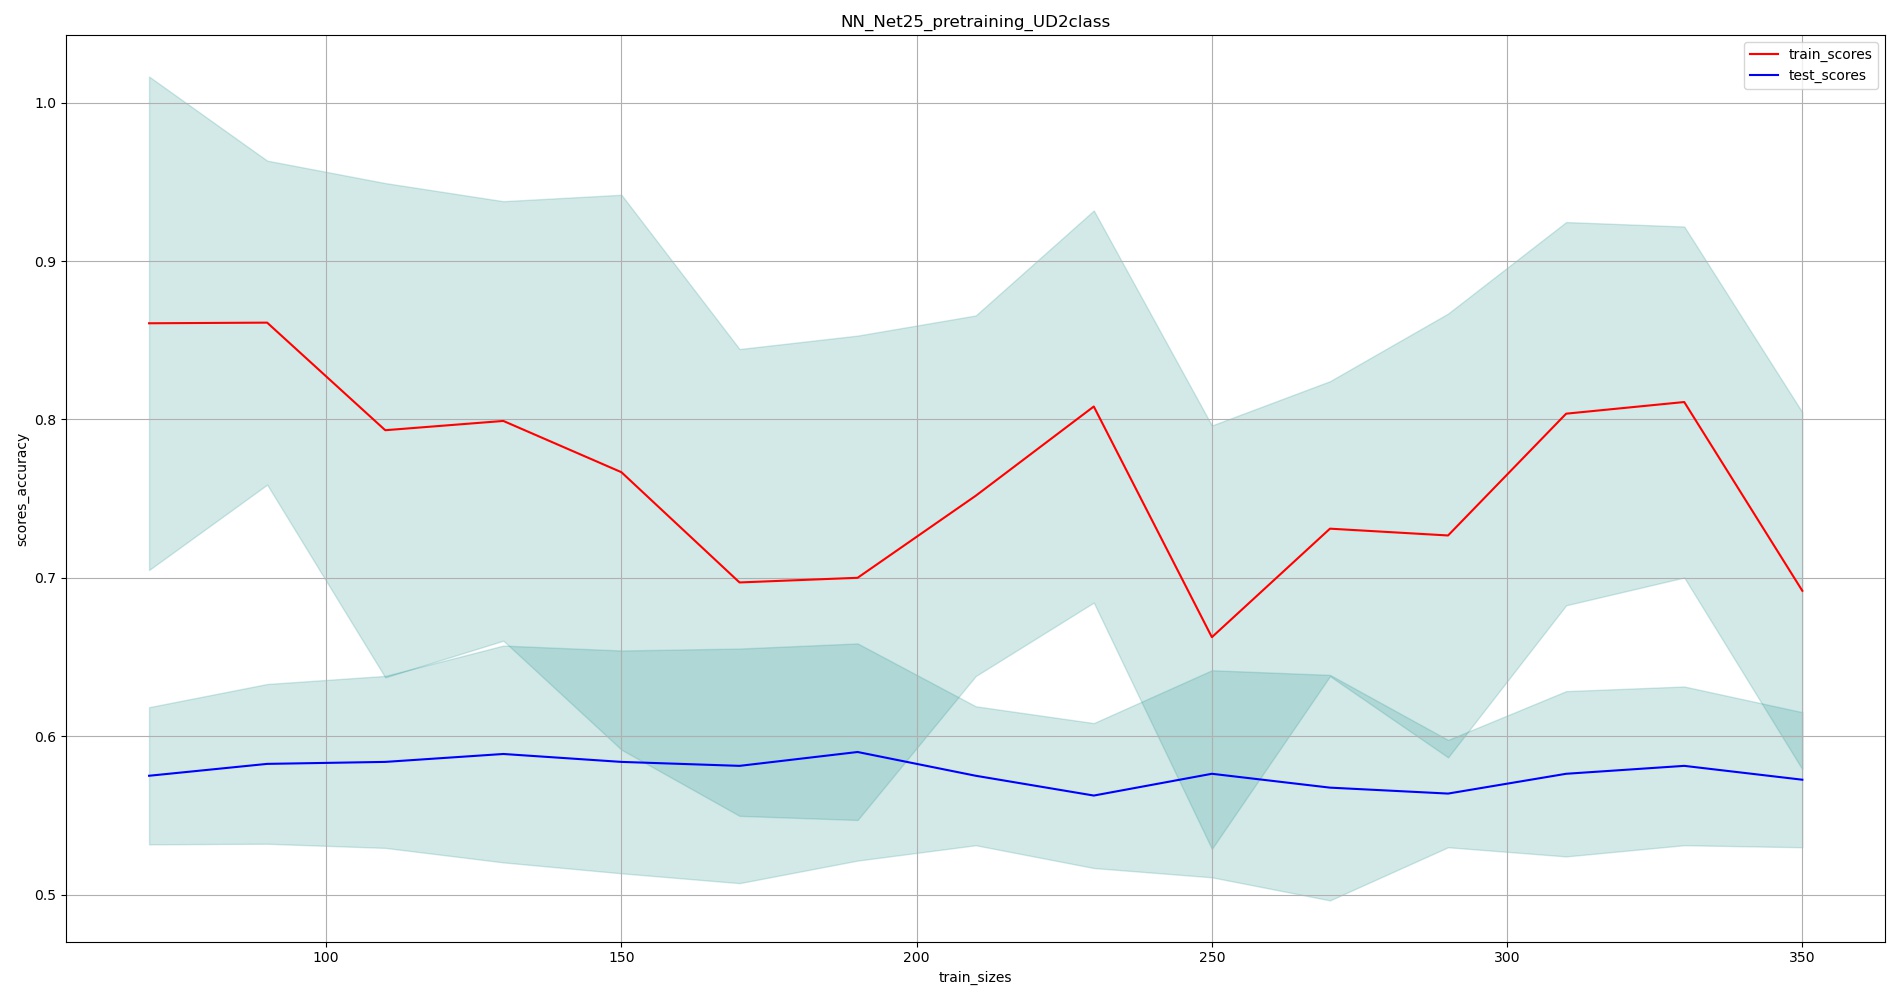 NN_Net25_pretraining_UD2class
train_scores
test_scores
scores_accuracy
1.0
0.9
0.8
0.7
0.6
0.5
100 150 200 250 300 350
train_sizes